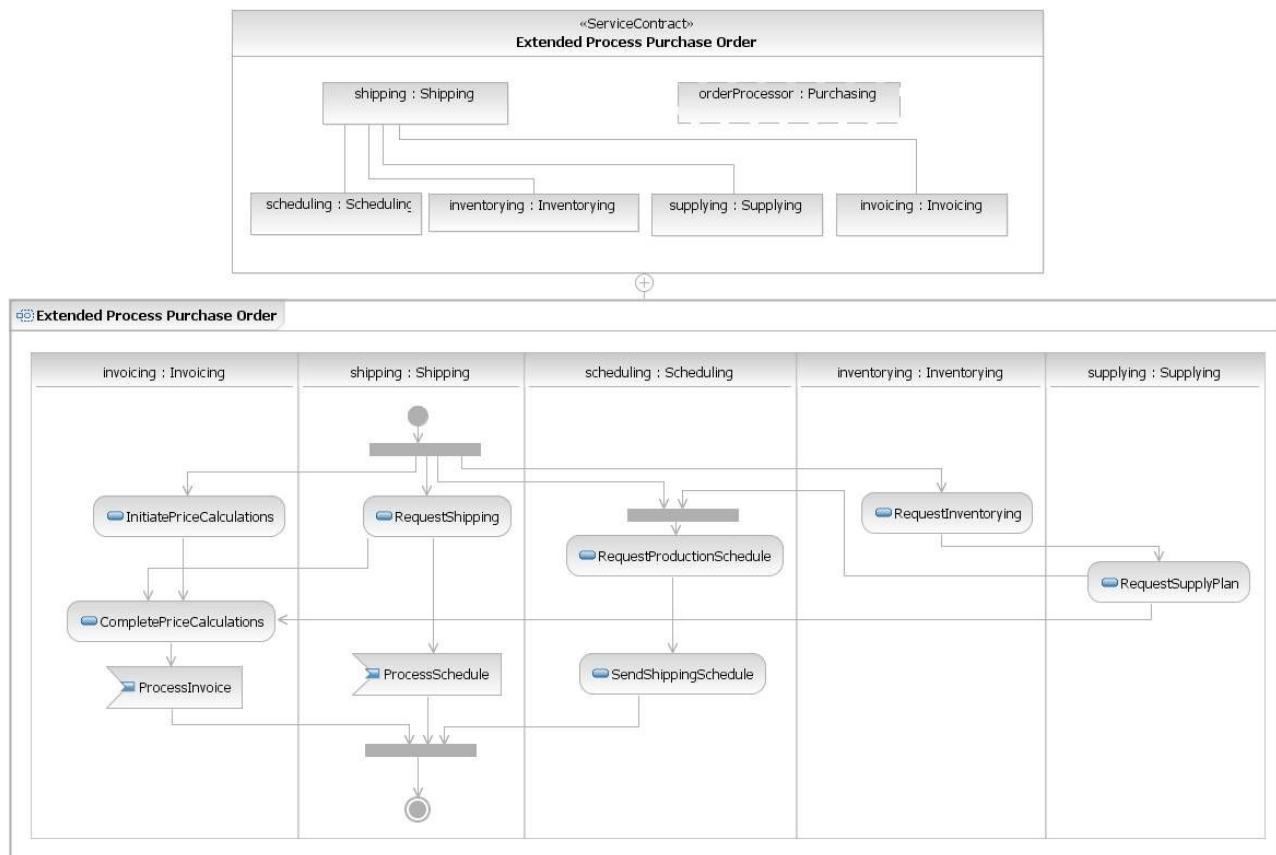 «ServiceContract»
Extended Process Purchase Order
shipping : Shipping
orderProcessor : Purchasing
scheduling : Scheduling
inventorying : Inventorying
supplying : Supplying
invoicing : Invoicing
Extended Process Purchase Order
invoicing : Invoicing
shipping : Shipping
scheduling : Scheduling
inventorying : Inventorying
supplying : Supplying
InitiatePriceCalculations
RequestShipping
RequestInventorying
RequestProductionSchedule
RequestSupplyPlan
CompletePriceCalculations
ProcessInvoice
ProcessSchedule
SendShippingSchedule